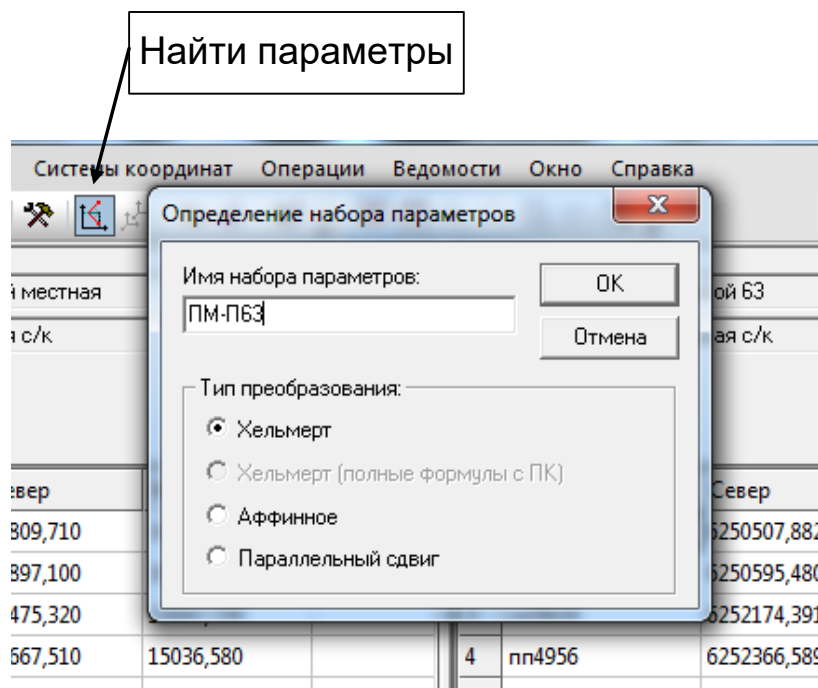 Найти параметры
Системы координат Операции Ведомости Окно Справка
Определение набора параметров
Имя набора параметров:
OK
местная
ПМ-П63
ой 63
с/к
Отмена
ая с/к
Тип преобразования:
Хельмерт
Хельмерт (полные формулы с ПК)
евер
Север
Аффинное
809,710
6250507,882
Параллельный сдвиг
897,100
6250595,480
475,320
6252174,391
667,510 15036,580 4 пп4956 6252366,589